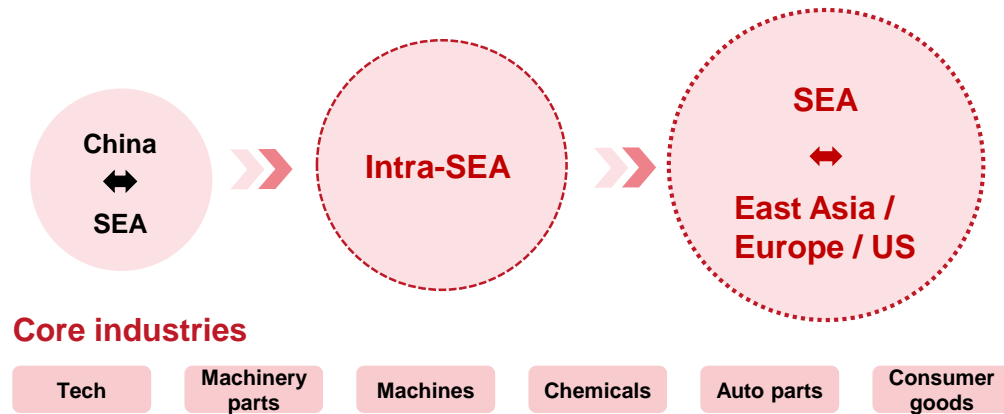 China
SEA
Intra-SEA
SEA
East Asia /
Europe / US
Core industries
Tech
Machinery
parts
Machines
Chemicals
Auto parts
Consumer
goods